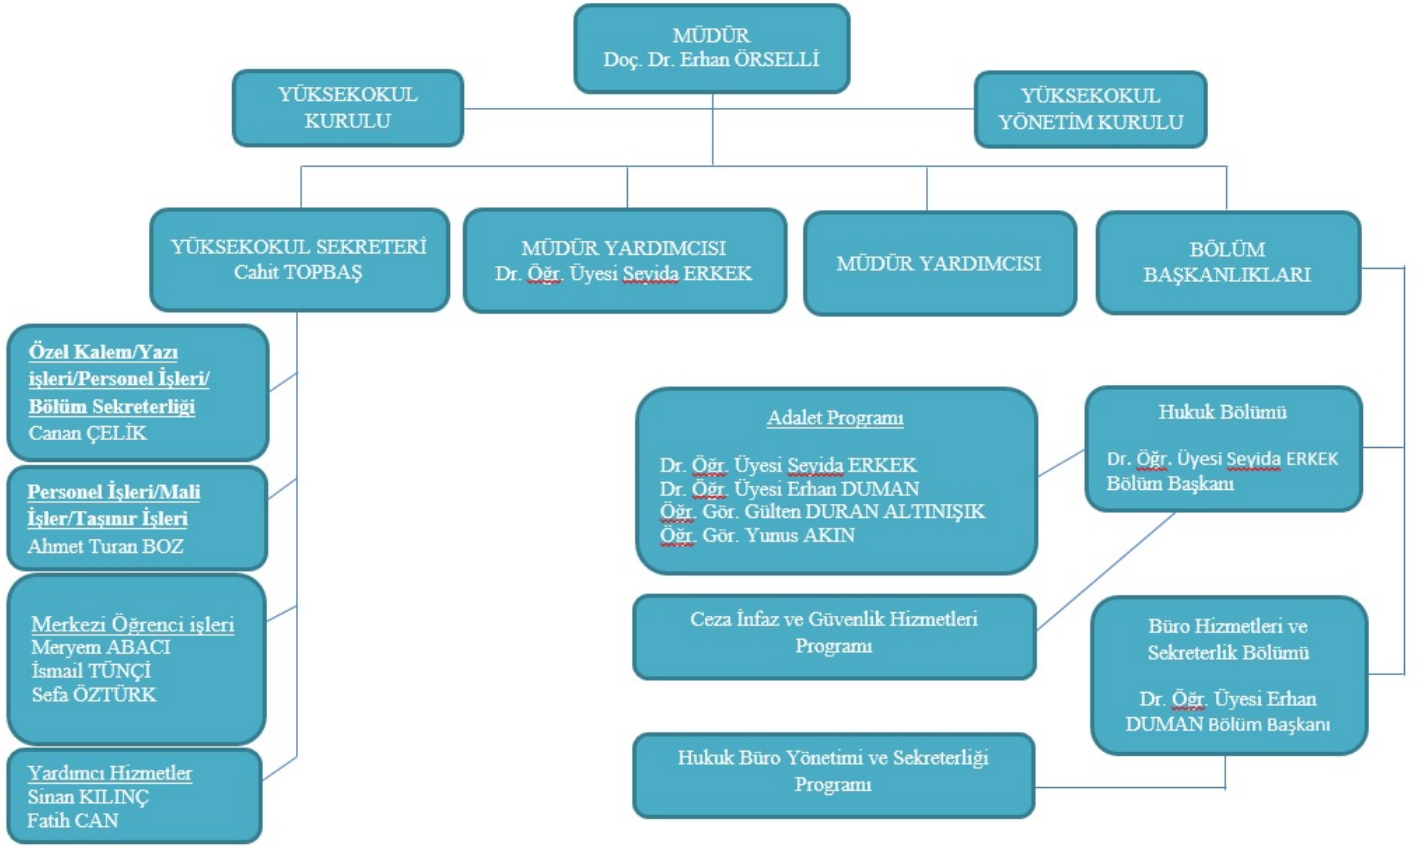 MÜDÜR
Doç. Dr. Erhan ÖRSELLİ
YÜKSEKOKUL
KURULU
YÜKSEKOKUL
YÖNETİM KURULU
YÜKSEKOKUL SEKRETERİ
Cahit TOPBAŞ
MÜDÜR YARDIMCISI
Dr. Öğr. Üyesi Seyida ERKEK
MÜDÜR YARDIMCISI
BÖLÜM
BAŞKANLIKLARI
Özel Kalem/Yazı
işleri/Personel İşleri/
Bölüm Sekreterliği
Canan ÇELİK
Personel İşleri/Mali
İşler/Taşınır İşleri
Ahmet Turan BOZ
Merkezi Öğrenci işleri
Meryem ABACI
İsmail TÜNÇİ
Sefa ÖZTÜRK
Yardımcı Hizmetler
Sinan KILINÇ
Fatih CAN
Adalet Programı
Dr. Öğr. Üyesi Seyida ERKEK
Dr. Öğr. Üyesi Erhan DUMAN
Öğr. Gör. Gülten DURAN ALTINIŞIK
Öğr. Gör. Yunus AKIN
Hukuk Bölümü
Dr. Öğr. Üyesi Seyida ERKEK
Bölüm Başkanı
Ceza İnfaz ve Güvenlik Hizmetleri
Programı
Büro Hizmetleri ve
Sekreterlik Bölümü
Dr. Öğr. Üyesi Erhan
DUMAN Bölüm Başkanı
Hukuk Büro Yönetimi ve Sekreterliği
Programı